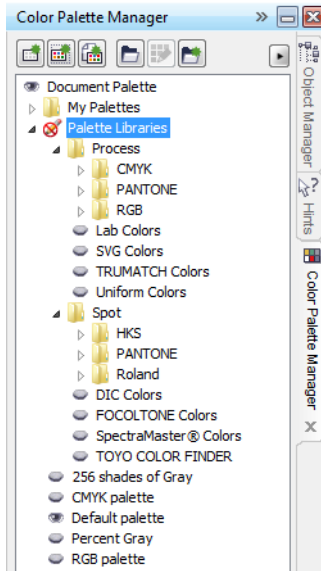 Color Palette Manager
Document Palette
My Palettes
Palette Libraries
Process
CMYK
PANTONE
RGB
Lab Colors
SVG Colors
TRUMATCH Colors
Uniform Colors
Spot
HKS
PANTONE
Roland
DIC Colors
FOCOLTONE Colors
SpectraMaster® Colors
TOYO COLOR FINDER
256 shades of Gray
CMYK palette
Default palette
Percent Gray
RGB palette
Object Manager
Hints
Color Palette Manager